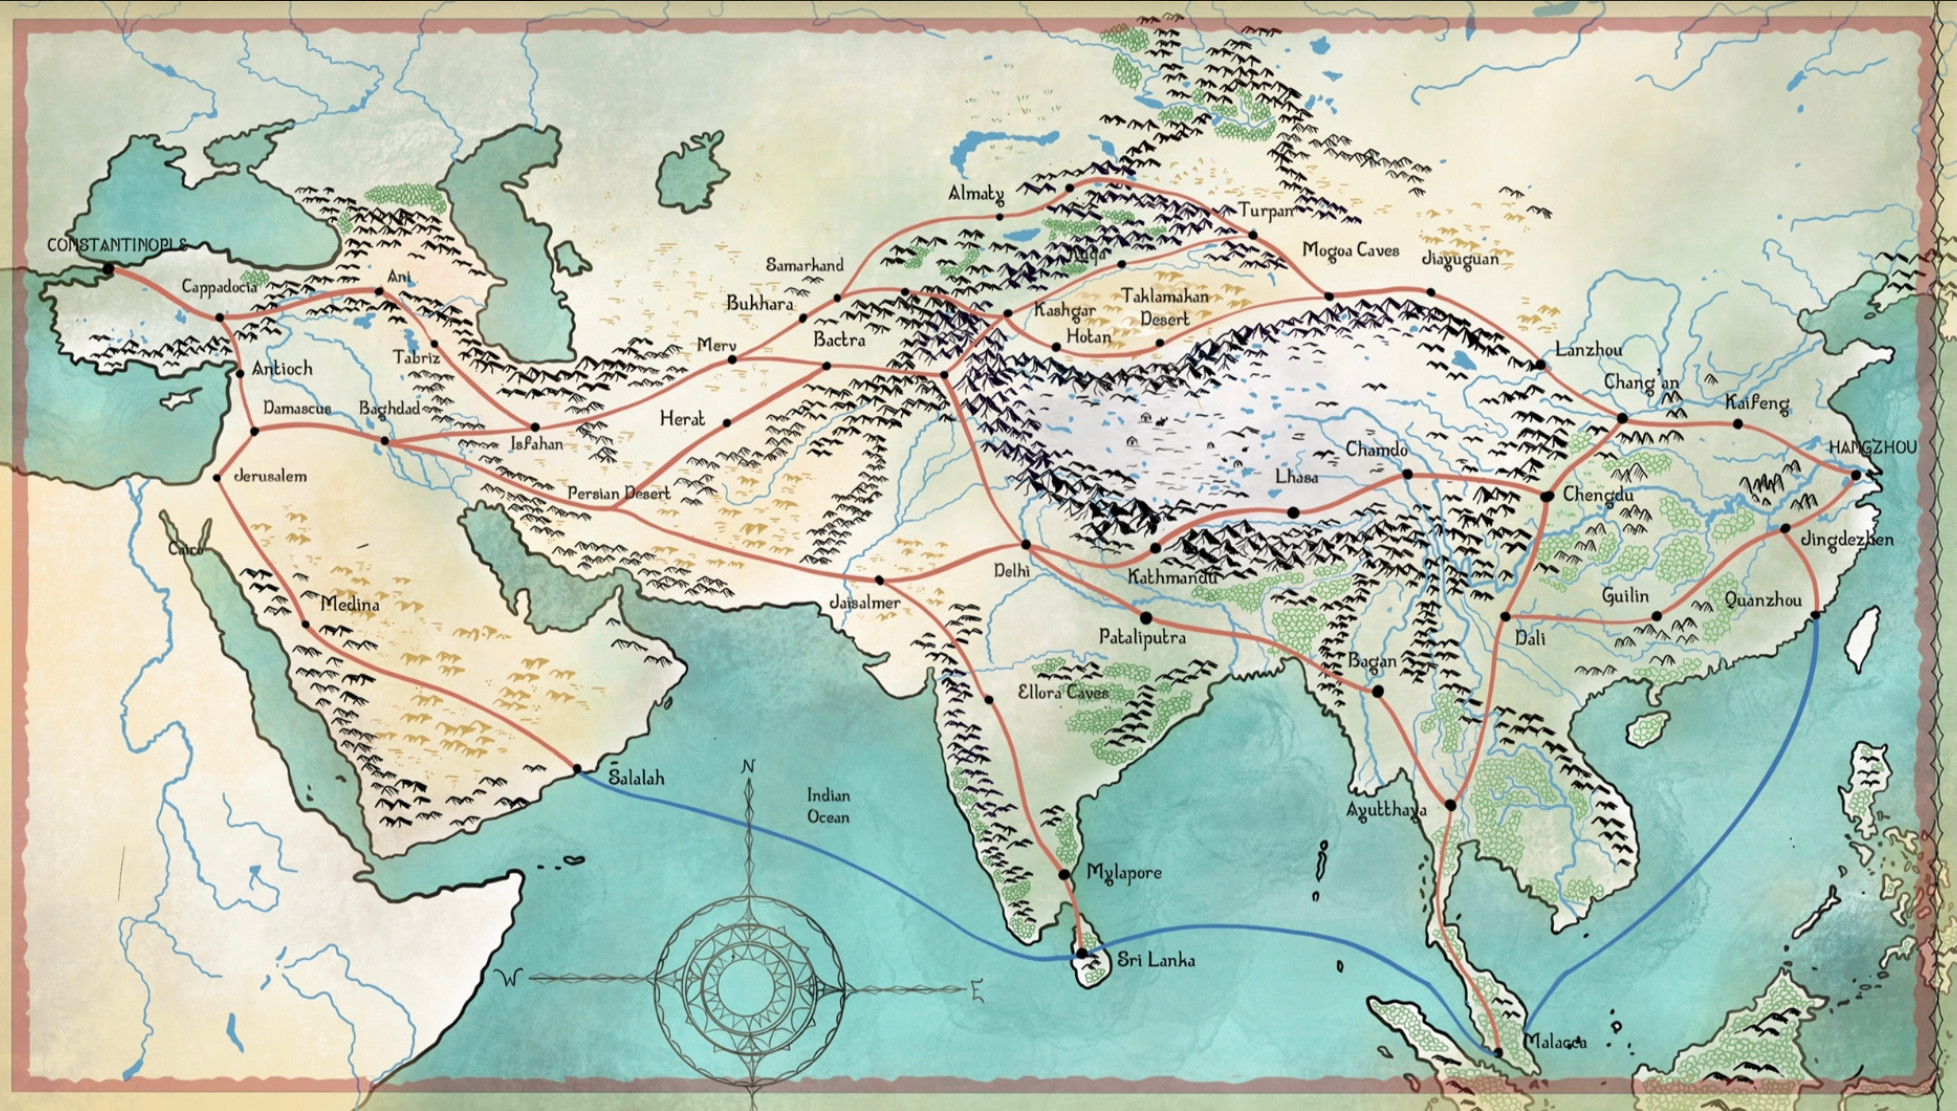 Almaty
Turpan
CONSTANTINOPLE
Mogoa Caves
Jiayuguan
Samarkand
Cappadocia
Ani
Bukhara
Kashgar
Taklamakan
Desert
Hotan
Bactra
Merv
Tabriz
Lanzhou
Antioch
Chang'an
Kaifeng
Damascus
Baghdad
Herat
Isfahan
HANGZHOU
Chamdo
Jerusalem
Lhasa
Persian Desert
Chengdu
Jingdezhen
Cairo
Delhi
Kathmandu
Medina
Jaisalmer
Guilin
Quanzhou
Pataliputra
Dali
Bagan
Ellora Caves
N
Salalah
Indian
Ocean
Ayutthaya
Mylapore
Sri Lanka
W
E
Malacca